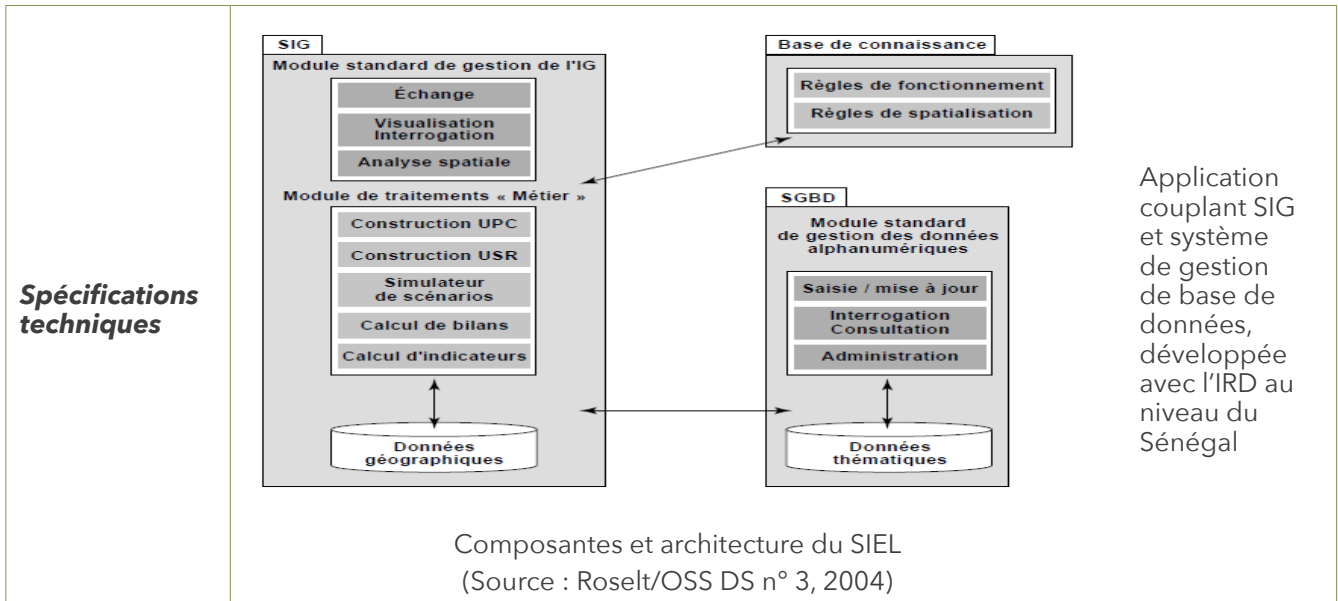 Spécifications
techniques
SIG
Module standard de gestion de l'IG
Échange
Visualisation
Interrogation
Analyse spatiale
Module de traitements « Métier »
Construction UPC
Construction USR
Simulateur
de scénarios
Calcul de bilans
Calcul d'indicateurs
Données
géographiques
Base de connaissance
Règles de fonctionnement
Règles de spatialisation
SGBD
Module standard
de gestion des données
alphanumériques
Saisie / mise à jour
Interrogation
Consultation
Administration
Données
thématiques
Application
couplant SIG
et système
de gestion
de base de
données,
développée
avec l’IRD au
niveau du
Sénégal
Composantes et architecture du SIEL
(Source : Roselt/OSS DS n° 3, 2004)